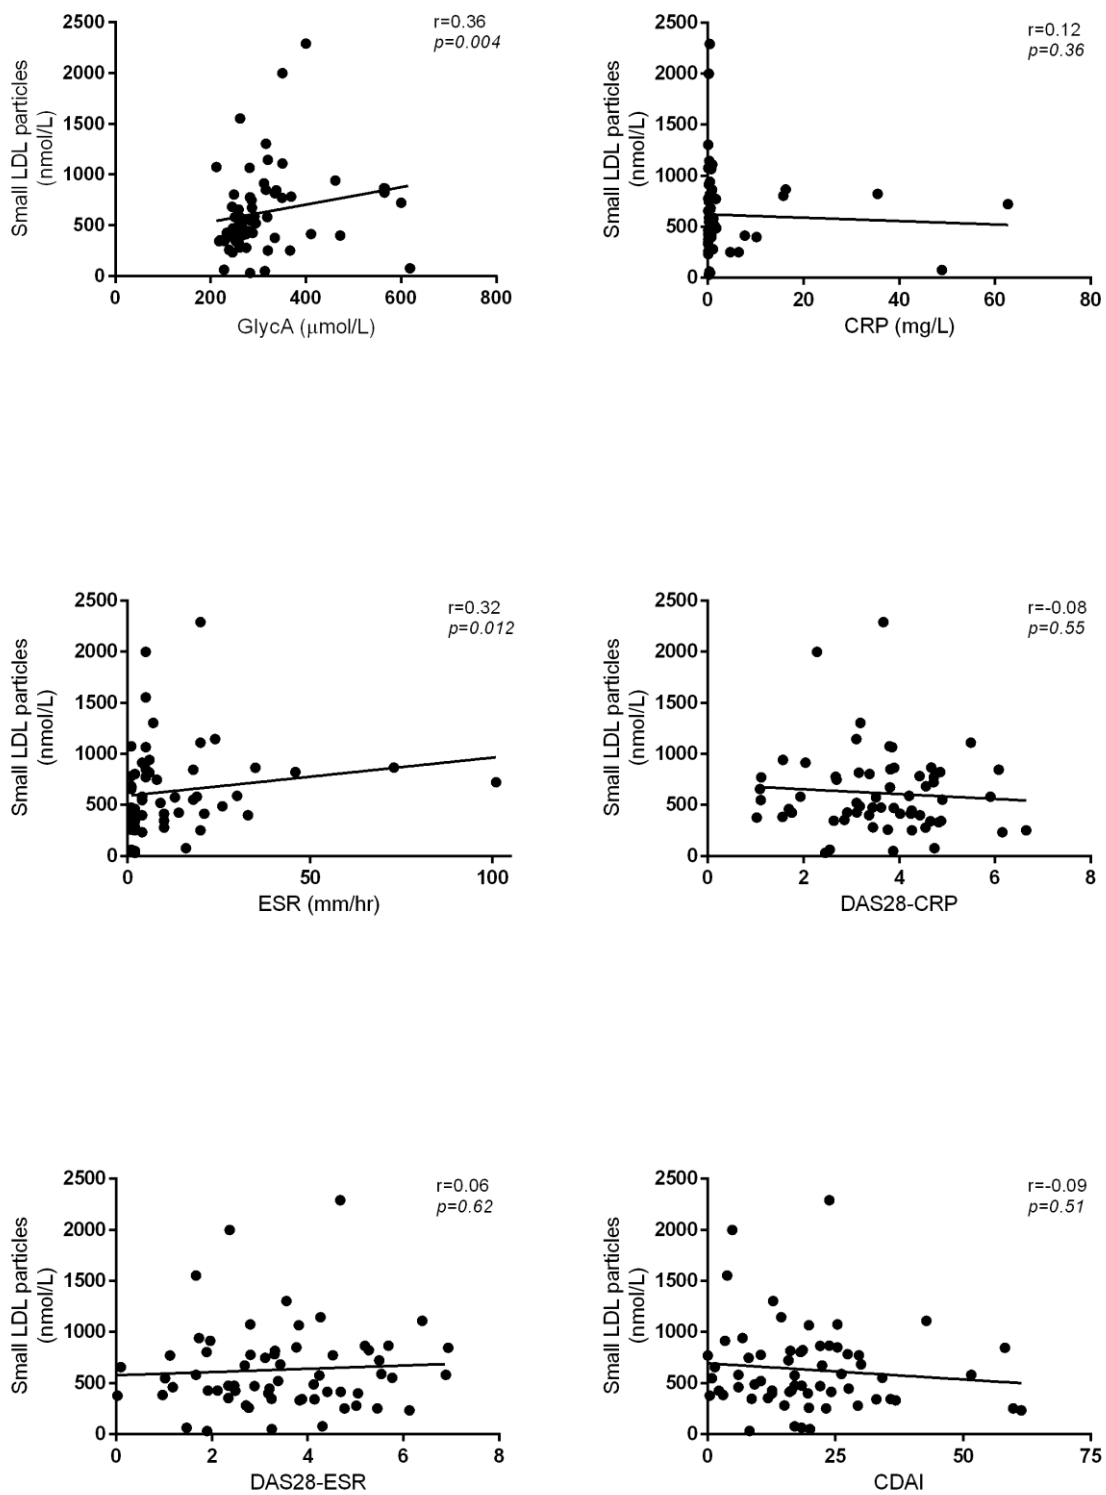 2500
2000
1500
1000
500
0
Small LDL particles
(nmol/L)
0 200 400 600 800
GlycA (μmol/L)
r=0.36
p=0.004
2500
2000
1500
1000
500
0
Small LDL particles
(nmol/L)
0 20 40 60 80
CRP (mg/L)
r=0.12
p=0.36
2500
2000
1500
1000
500
0
Small LDL particles
(nmol/L)
0 50 100
ESR (mm/hr)
r=0.32
p=0.012
2500
2000
1500
1000
500
0
Small LDL particles
(nmol/L)
0 2 4 6 8
DAS28-CRP
r=-0.08
p=0.55
2500
2000
1500
1000
500
0
Small LDL particles
(nmol/L)
0 2 4 6 8
DAS28-ESR
r=0.06
p=0.62
2500
2000
1500
1000
500
0
Small LDL particles
(nmol/L)
0 25 50 75
CDAI
r=-0.09
p=0.51